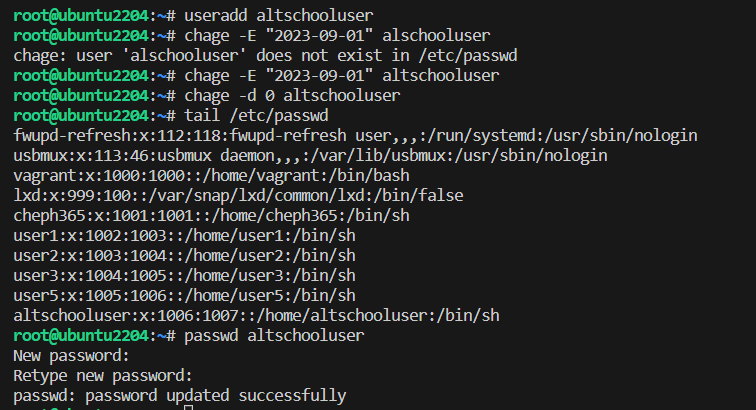 root@ubuntu2204:~# useradd altschooluser
root@ubuntu2204:~# chage -E "2023-09-01" alschooluser
chage: user 'alschooluser' does not exist in /etc/passwd
root@ubuntu2204:~# chage -E "2023-09-01" altschooluser
root@ubuntu2204:~# chage -d 0 altschooluser
root@ubuntu2204:~# tail /etc/passwd
fwupd-refresh:x:112:118:fwupd-refresh user,,,:/run/systemd:/usr/sbin/nologin
usbmux:x:113:46:usbmux daemon,,,:/var/lib/usbmux:/usr/sbin/nologin
vagrant:x:1000:1000::/home/vagrant:/bin/bash
lxd:x:999:100::/var/snap/lxd/common/lxd:/bin/false
cheph365:x:1001:1001::/home/cheph365:/bin/sh
user1:x:1002:1003::/home/user1:/bin/sh
user2:x:1003:1004::/home/user2:/bin/sh
user3:x:1004:1005::/home/user3:/bin/sh
user5:x:1005:1006::/home/user5:/bin/sh
altschooluser:x:1006:1007::/home/altschooluser:/bin/sh
root@ubuntu2204:~# passwd altschooluser
New password:
Retype new password:
passwd: password updated successfully
root@ubuntu2204:~#